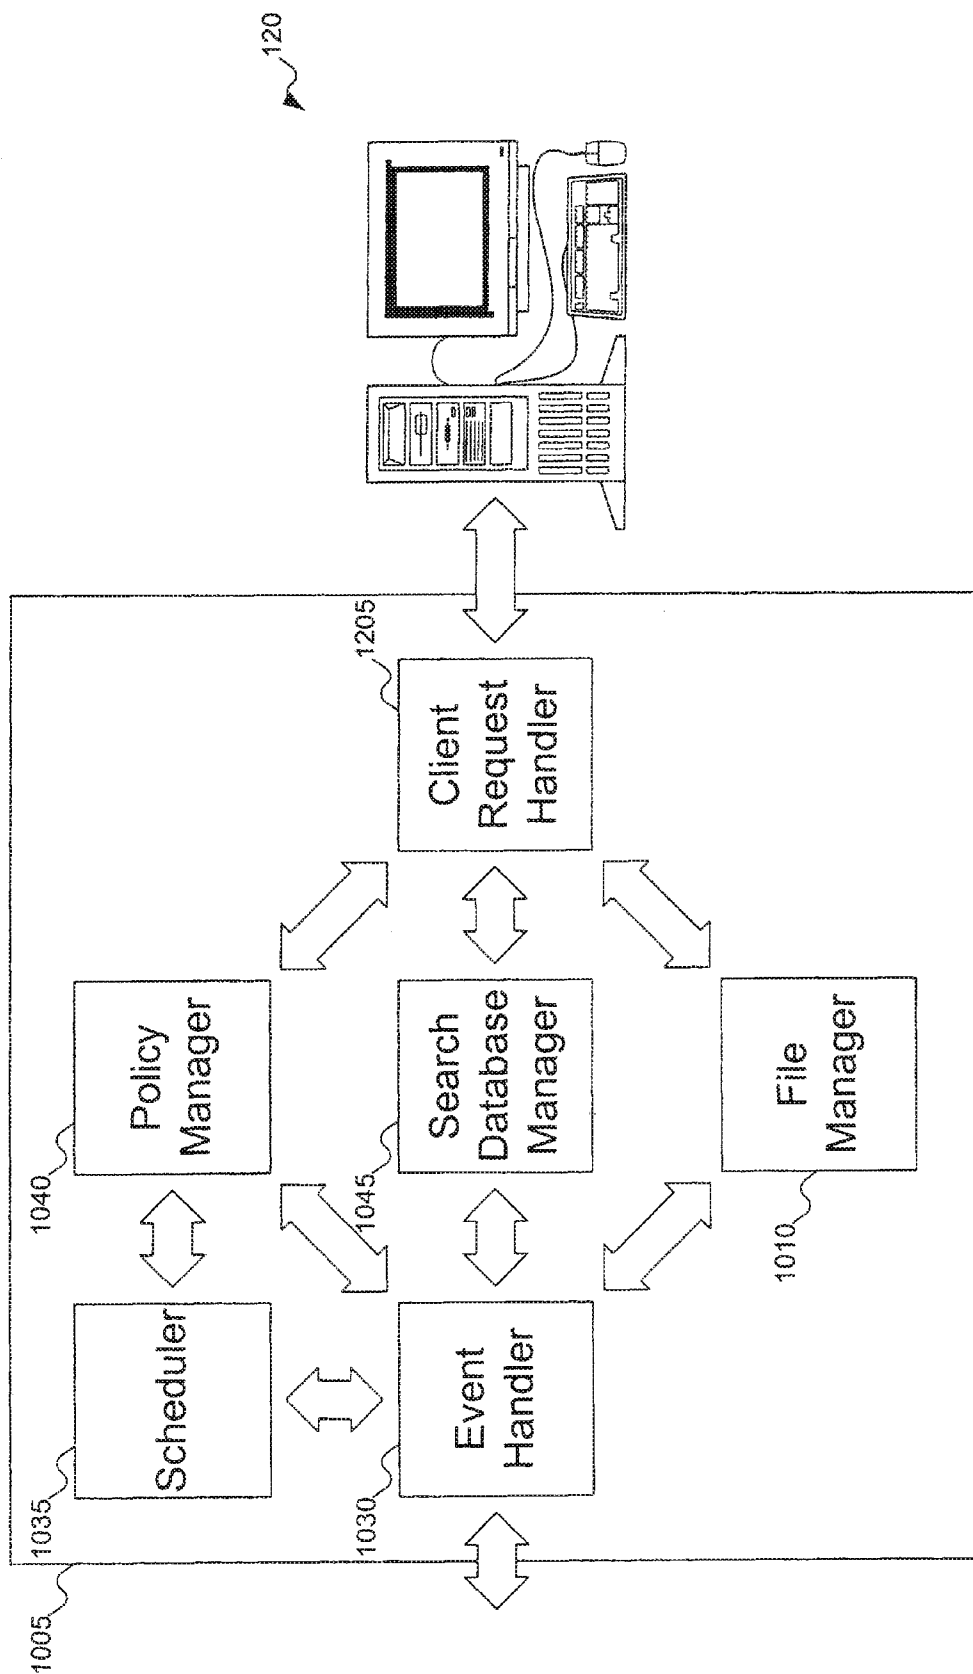 1005
1035
Scheduler
1040
Policy
Manager
120
1030
Event
Handler
1045
Search
Database
Manager
1205
Client
Request
Handler
1010
File
Manager